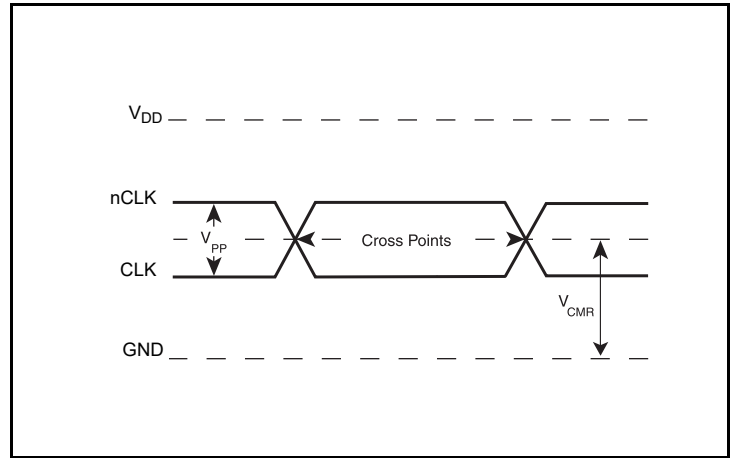 VDD
nCLK
VPP
Cross Points
CLK
VCMR
GND